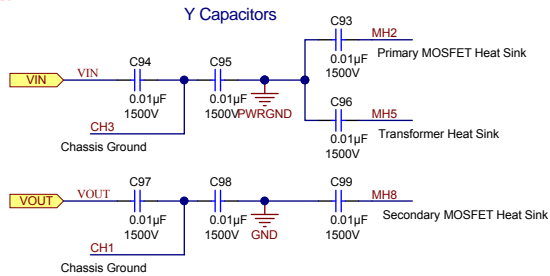 Y Capacitors
C93
MH2
Primary MOSFET Heat Sink
0.01µF
1500V
C94
C95
VIN
VIN
0.01µF
1500V
0.01µF
1500V
PWRGND
CH3
Chassis Ground
C96
MH5
Transformer Heat Sink
0.01µF
1500V
C97
C98
C99
VOUT
VOUT
MH8
Secondary MOSFET Heat Sink
0.01µF
1500V
0.01µF
1500V
GND
0.01µF
1500V
CH1
Chassis Ground